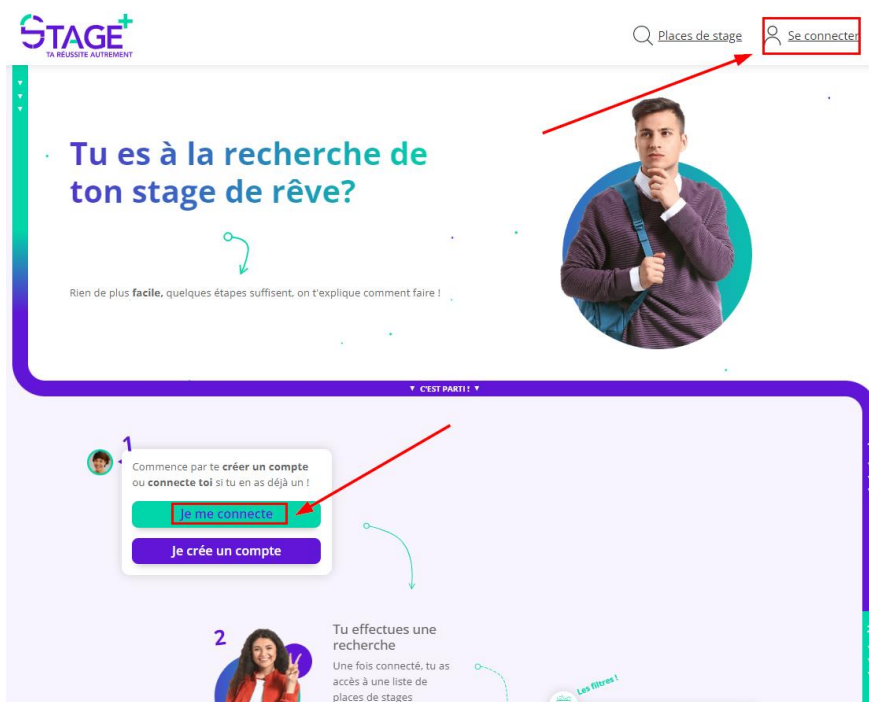 STAGE+
TA RÉUSSITE AUTREMENT
Places de stage
Se connecter
Tu es à la recherche de
ton stage de rêve?
Rien de plus facile, quelques étapes suffisent, on t'explique comment faire !
C'EST PARTI !
1
Commence par te créer un compte
ou connecte toi si tu en as déjà un !
Je me connecte
Je crée un compte
2
Tu effectues une
recherche
Une fois connecté, tu as
accès à une liste de
places de stages
Les filtres !